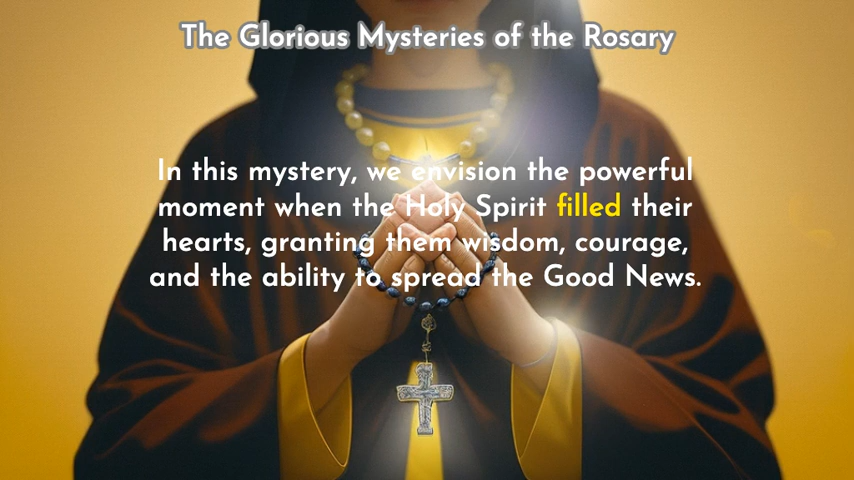 The Glorious Mysteries of the Rosary
In this mystery, we envision the powerful
moment when the Holy Spirit filled their
hearts, granting them wisdom, courage,
and the ability to spread the Good News.